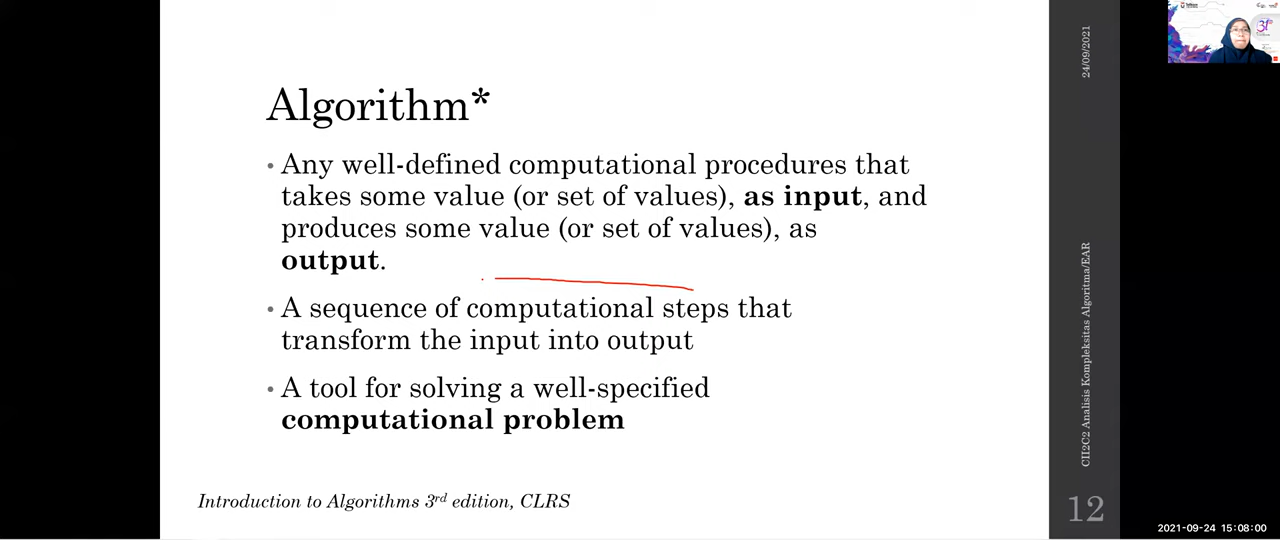 Algorithm*
• Any well-defined computational procedures that
takes some value (or set of values), as input, and
produces some value (or set of values), as
output.
• A sequence of computational steps that
transform the input into output
• A tool for solving a well-specified
computational problem
Introduction to Algorithms 3rd edition, CLRS
24/09/2021
CII2C2 Analisis Kompleksitas Algoritma/EAR
12
2021-09-24 15:08:00